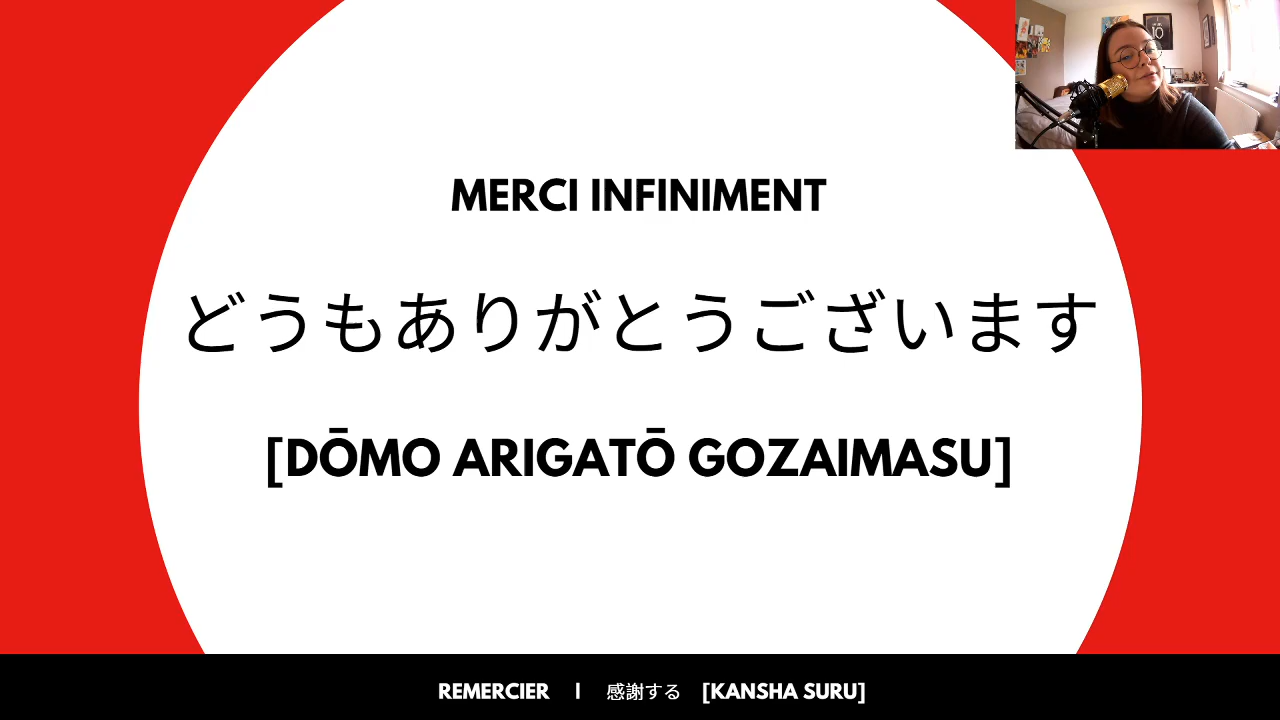 MERCI INFINIMENT
どうもありがとうございます
[DŌMO ARIGATŌ GOZAIMASU]
REMERCIER | 感謝する [KANSHA SURU]